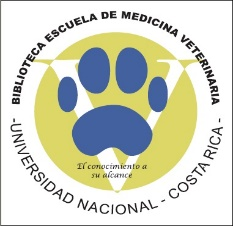 BIBLIOTECA ESCUELA DE MEDICINA VETERINARIA
El conocimiento a
su alcance
-UNIVERSIDAD NACIONAL - COSTA RICA -